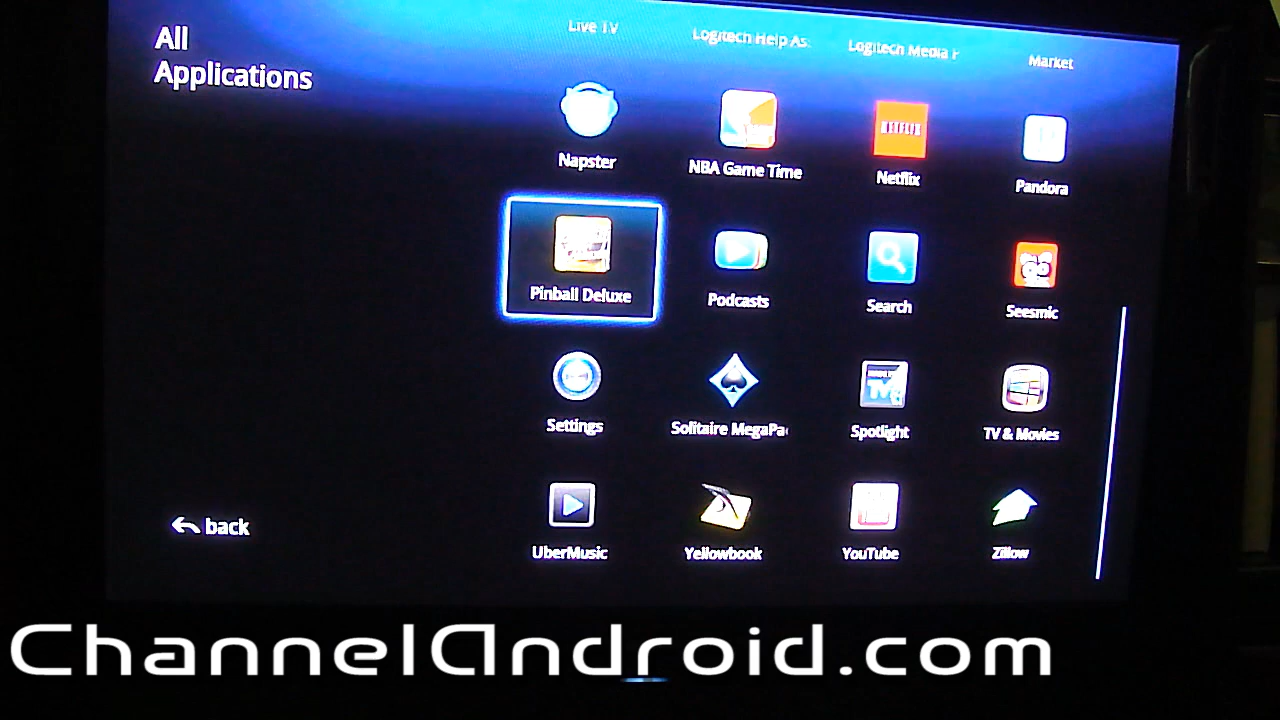 All
Applications
Live TV
Logitech Help As
Logitech Media
Market
Napster
NBA Game Time
NETFLIX
Netflix
Pandora
Pinball Deluxe
Podcasts
Search
Seesmic
Settings
Solitaire MegaPa
Spotlight
TV & Movies
back
UberMusic
Yellowbook
YouTube
Zillow
ChannelAndroid.com